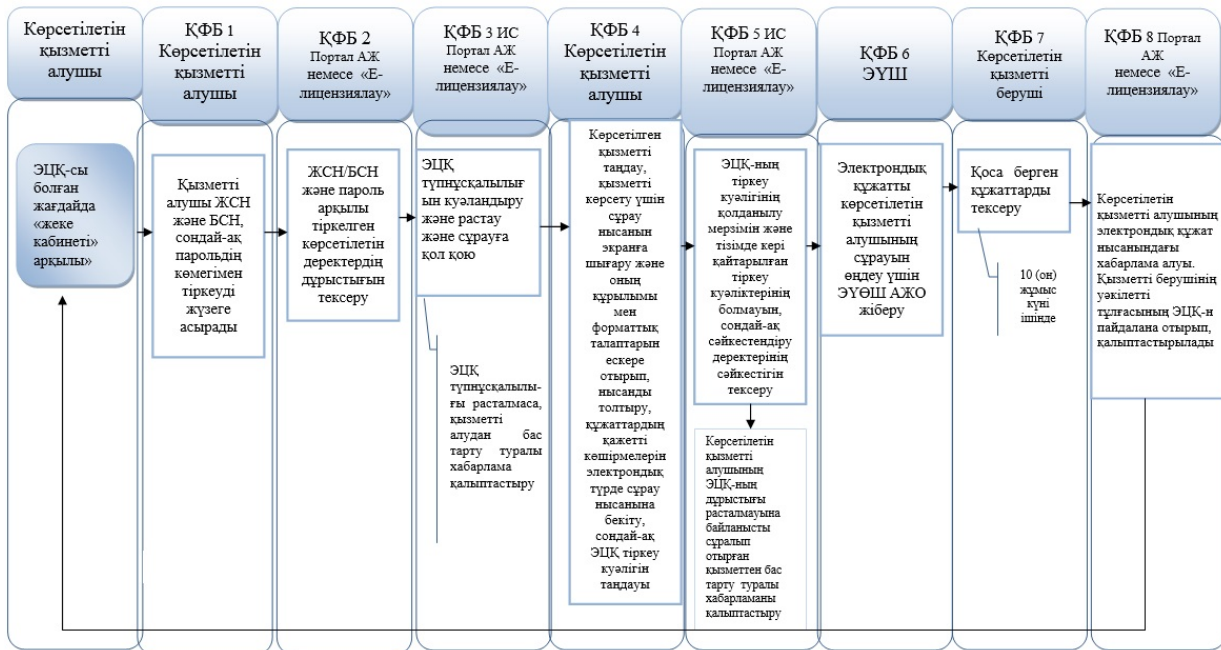 Көрсетілетін
қызметті
алушы
ҚФБ 1
Көрсетілетін
қызметті
алушы
ҚФБ 2
Портал АЖ
немесе «Е-
лицензиялау»
ҚФБ 3 ИС
Портал АЖ
немесе «Е-
лицензиялау»
ҚФБ 4
Көрсетілетін
қызметті
алушы
ҚФБ 5 ИС
Портал АЖ
немесе «Е-
лицензиялау»
ҚФБ 6
ЭҮШ
ҚФБ 7
Көрсетілетін
қызметті
беруші
ҚФБ 8 Портал
АЖ
немесе «Е-
лицензиялау»
ЭЦҚ-сы
болған
жағдайда
«жеке
кабинеті»
арқылы»
Қызметті
алушы ЖСН
және БСН,
сондай-ақ
парольдің
көмегімен
тіркеуді
жүзеге
асырады
ЖСН/БСН
және пароль
арқылы
тіркелген
көрсетілетін
деректердің
дұрыстығын
тексеру
ЭЦҚ
түпнұсқалылығ
ын куәландыру
және растау
және сұрауға
қол қою
ЭЦҚ
түпнұсқалылы-
ғы расталмаса,
қызметті
алудан бас
тарту туралы
хабарлама
қалыптастыру
Көрсетілген
қызметті
таңдау,
қызметті
көрсету үшін
сұрау
нысанын
экранға
шығару және
оның
құрылымы
мен
форматтық
талаптарын
ескере
отырып,
нысанды
толтыру,
құжаттардың
қажетті
көшірмелерін
электрондық
түрде сұрау
нысанына
бекіту,
сондай-ақ
ЭЦҚ тіркеу
куәлігін
таңдауы
ЭЦҚ-ның
тіркеу
куәлігінің
қолданылу
мерзімін және
тізімде кері
қайтарылған
тіркеу
куәліктерінің
болмауын,
сондай-ақ
сәйкестендіру
деректерінің
сәйкестігін
тексеру
Көрсетілетін
қызметті
алушының
ЭЦҚ-ның
дұрыстығы
расталмауына
байланысты
сұралып
отырған
қызметтен бас
тарту туралы
хабарламаны
қалыптастыру
Электрондық
құжатты
көрсетілетін
қызметті
алушының
сұрауын
өңдеу үшін
ЭҮӨШ АЖО
жіберу
Қоса берген
құжаттарды
тексеру
10 (он)
жұмыс
күні
ішінде
Көрсетілетін
қызметті алушының
электрондық құжат
нысанындағы
хабарлама алуы.
Қызметті берушінің
уәкілетті
тұлғасының ЭЦҚ-н
пайдалана отырып,
қалыптастырылады